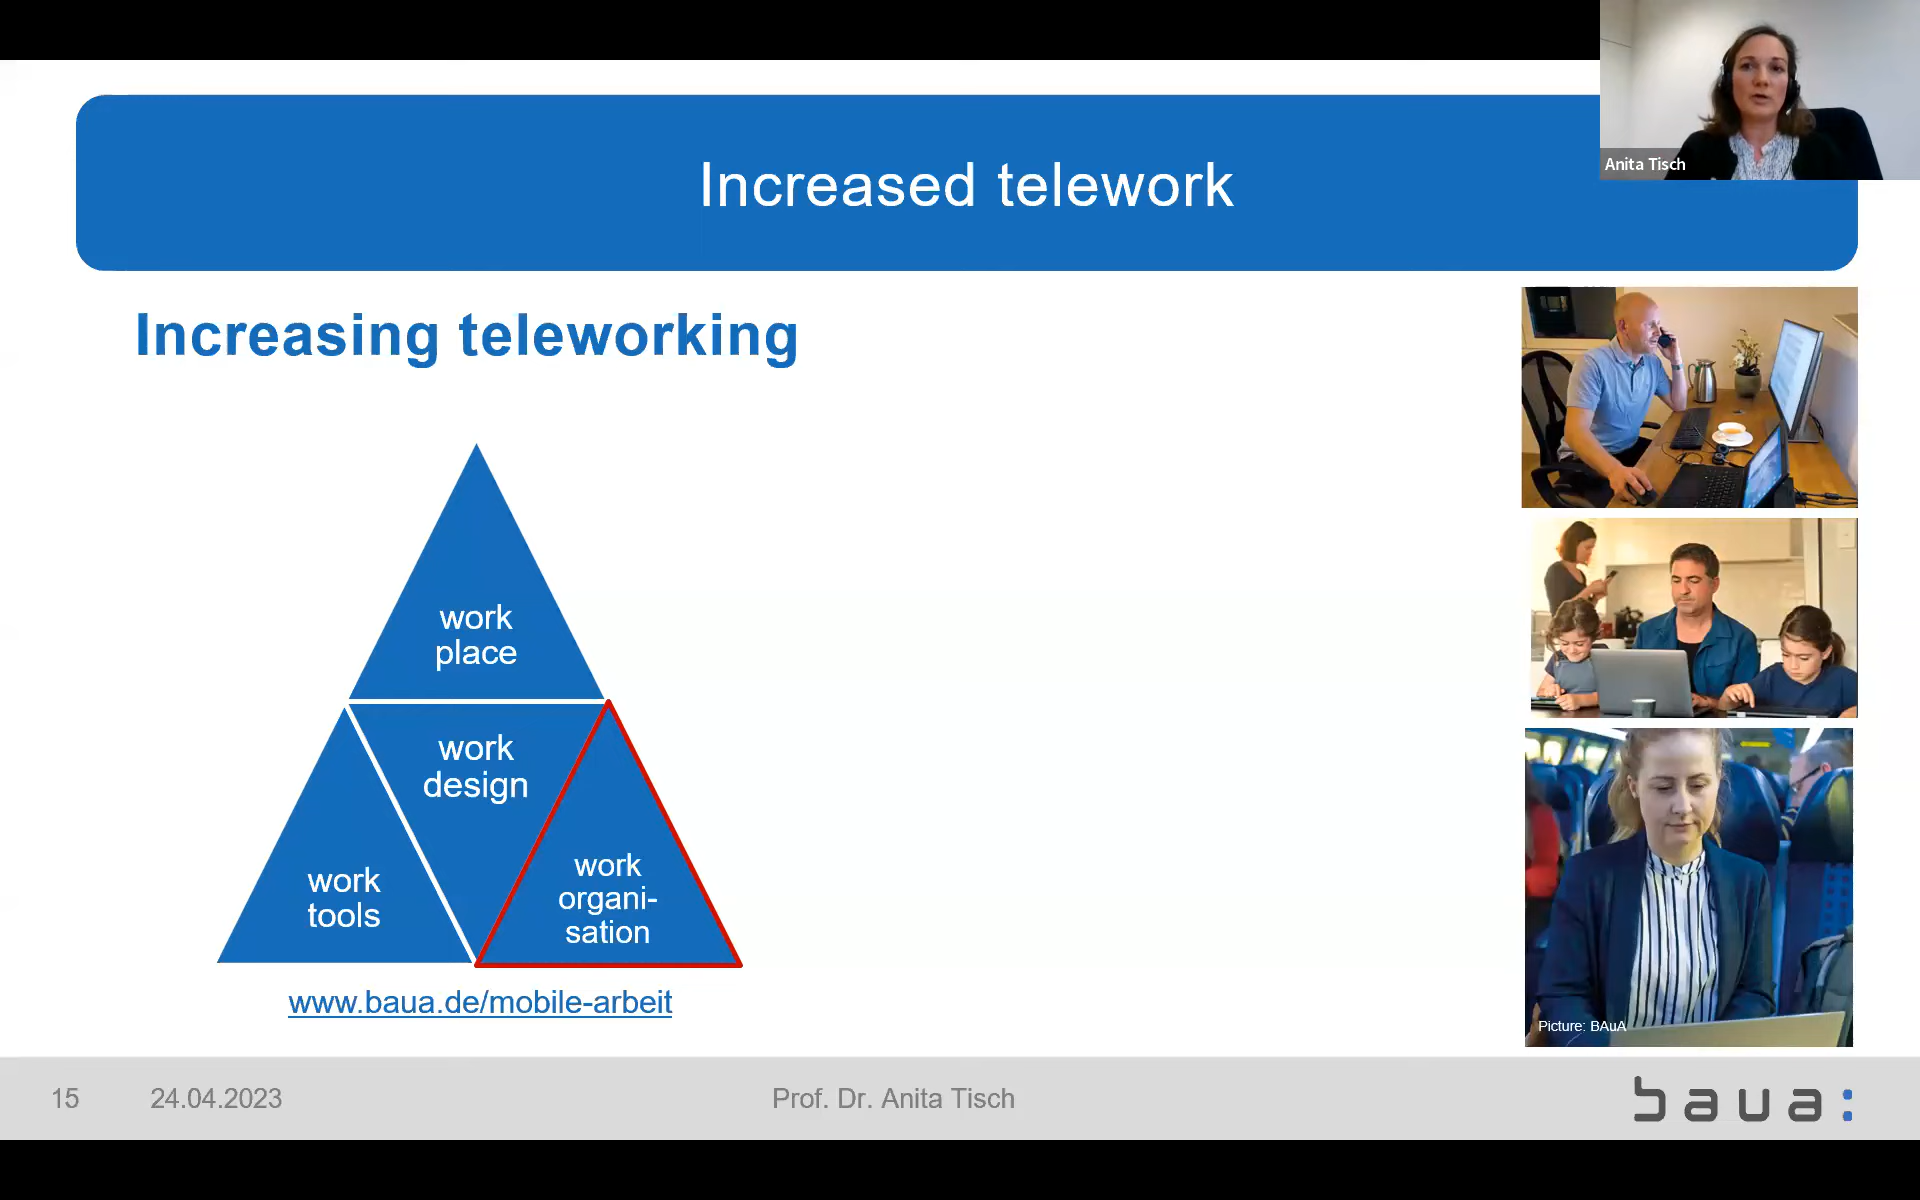 Anita Tisch
Increased telework
Increasing teleworking
work
place
work
design
work
tools
work
organi-
sation
www.baua.de/mobile-arbeit
Picture: BAuA
15
24.04.2023
Prof. Dr. Anita Tisch
baua: